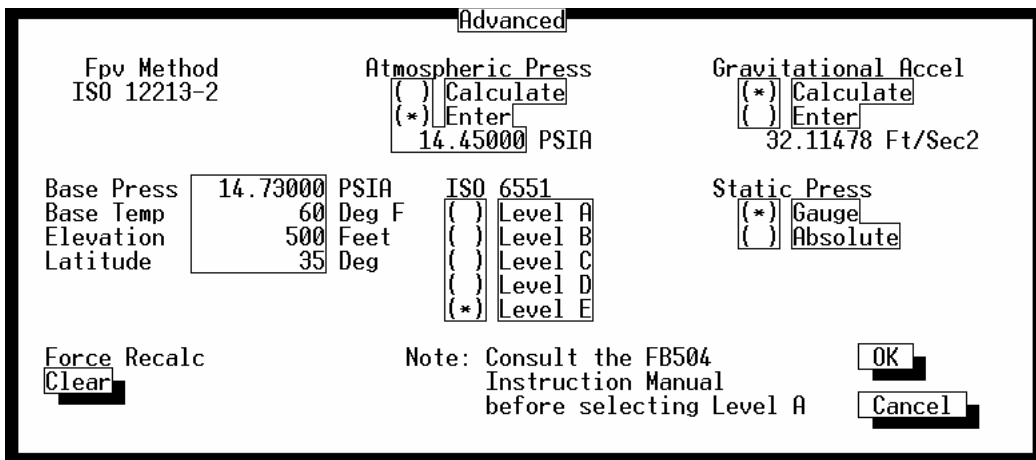 Advanced
Fpv Method
ISO 12213-2
Atmospheric Press
( ) Calculate
(*) Enter
14.45000 PSIA
Gravitational Accel
(*) Calculate
( ) Enter
32.11478 Ft/Sec2
Base Press 14.73000 PSIA
Base Temp 60 Deg F
Elevation 500 Feet
Latitude 35 Deg
ISO 6551
( ) Level A
( ) Level B
( ) Level C
( ) Level D
(*) Level E
Static Press
(*) Gauge
( ) Absolute
Force Recalc
Clear
Note: Consult the FB504
Instruction Manual
before selecting Level A
OK
Cancel